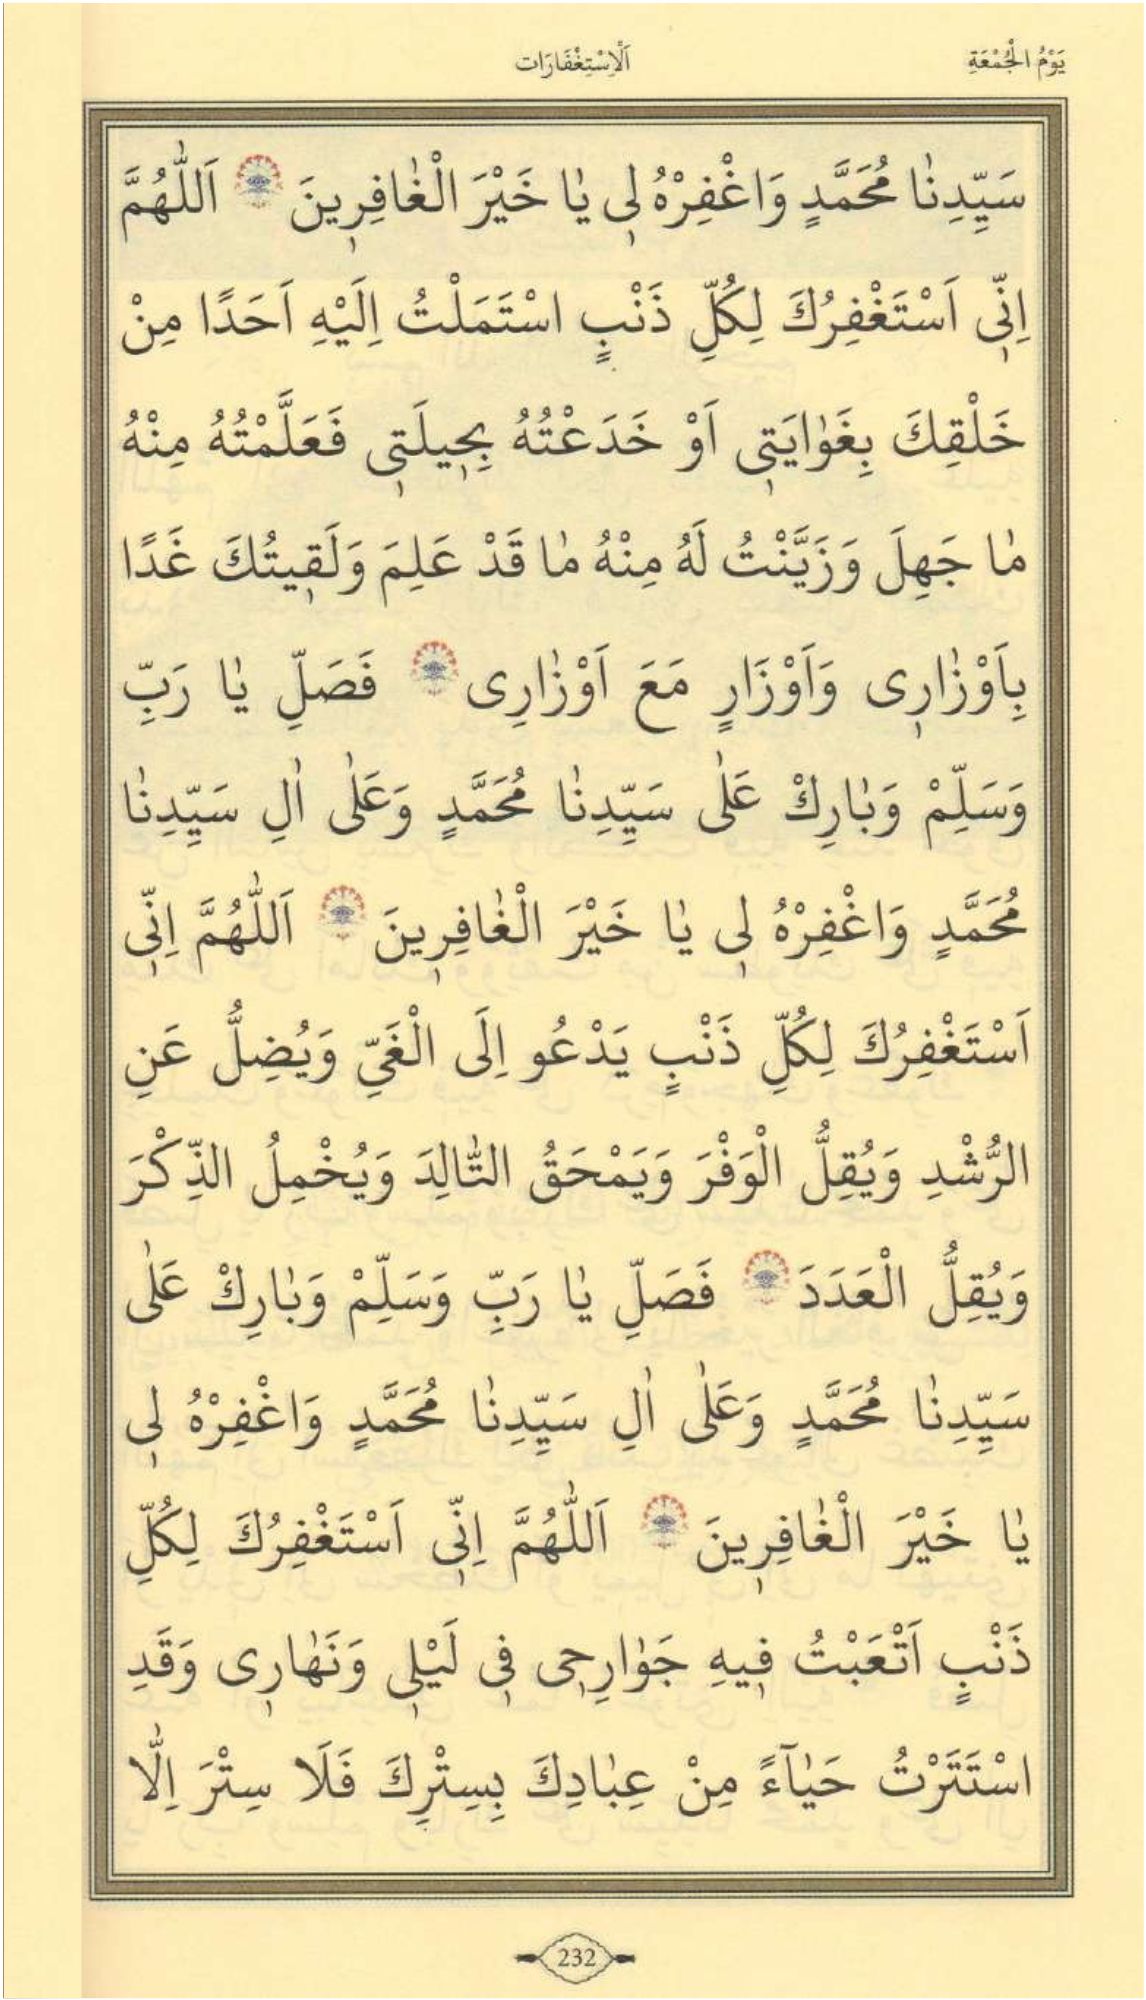 يَوْمُ الْجُمْعَةِ
اَلْاِسْتِغْفَارَات
سَيِّدِنٰا مُحَمَّدٍ وَاغْفِرْهُ لٖى يٰا خَيْرَ الْغٰافِرٖينَ اَللّٰهُمَّ
اِنّٖى اَسْتَغْفِرُكَ لِكُلِّ ذَنْبٍ اسْتَمَلْتُ اِلَيْهِ اَحَدًا مِنْ
خَلْقِكَ بِغَوٰايَتٖى اَوْ خَدَعْتُهُ بِحٖيلَتٖى فَعَلَّمْتُهُ مِنْهُ
مٰا جَهِلَ وَزَيَّنْتُ لَهُ مِنْهُ مٰا قَدْ عَلِمَ وَلَقٖيتُكَ غَدًا
بِاَوْزٰارٖى وَاَوْزَارٍ مَعَ اَوْزٰارِى فَصَلِّ يٰا رَبِّ
وَسَلِّمْ وَبٰارِكْ عَلٰى سَيِّدِنٰا مُحَمَّدٍ وَعَلٰى اٰلِ سَيِّدِنٰا
مُحَمَّدٍ وَاغْفِرْهُ لٖى يٰا خَيْرَ الْغٰافِرٖينَ اَللّٰهُمَّ اِنّٖى
اَسْتَغْفِرُكَ لِكُلِّ ذَنْبٍ يَدْعُو اِلَى الْغَيِّ وَيُضِلُّ عَنِ
الرُّشْدِ وَيُقِلُّ الْوَفْرَ وَيَمْحَقُ التّٰالِدَ وَيُخْمِلُ الذِّكْرَ
وَيُقِلُّ الْعَدَدَ فَصَلِّ يٰا رَبِّ وَسَلِّمْ وَبٰارِكْ عَلٰى
سَيِّدِنٰا مُحَمَّدٍ وَعَلٰى اٰلِ سَيِّدِنٰا مُحَمَّدٍ وَاغْفِرْهُ لٖى
يٰا خَيْرَ الْغٰافِرٖينَ اَللّٰهُمَّ اِنّٖى اَسْتَغْفِرُكَ لِكُلِّ
ذَنْبٍ اَتْعَبْتُ فٖيهِ جَوٰارِحٖى فٖى لَيْلٖى وَنَهٰارٖى وَقَدِ
اسْتَتَرْتُ حَيٰآءً مِنْ عِبٰادِكَ بِسِتْرِكَ فَلَا سِتْرَ اِلّٰا
232